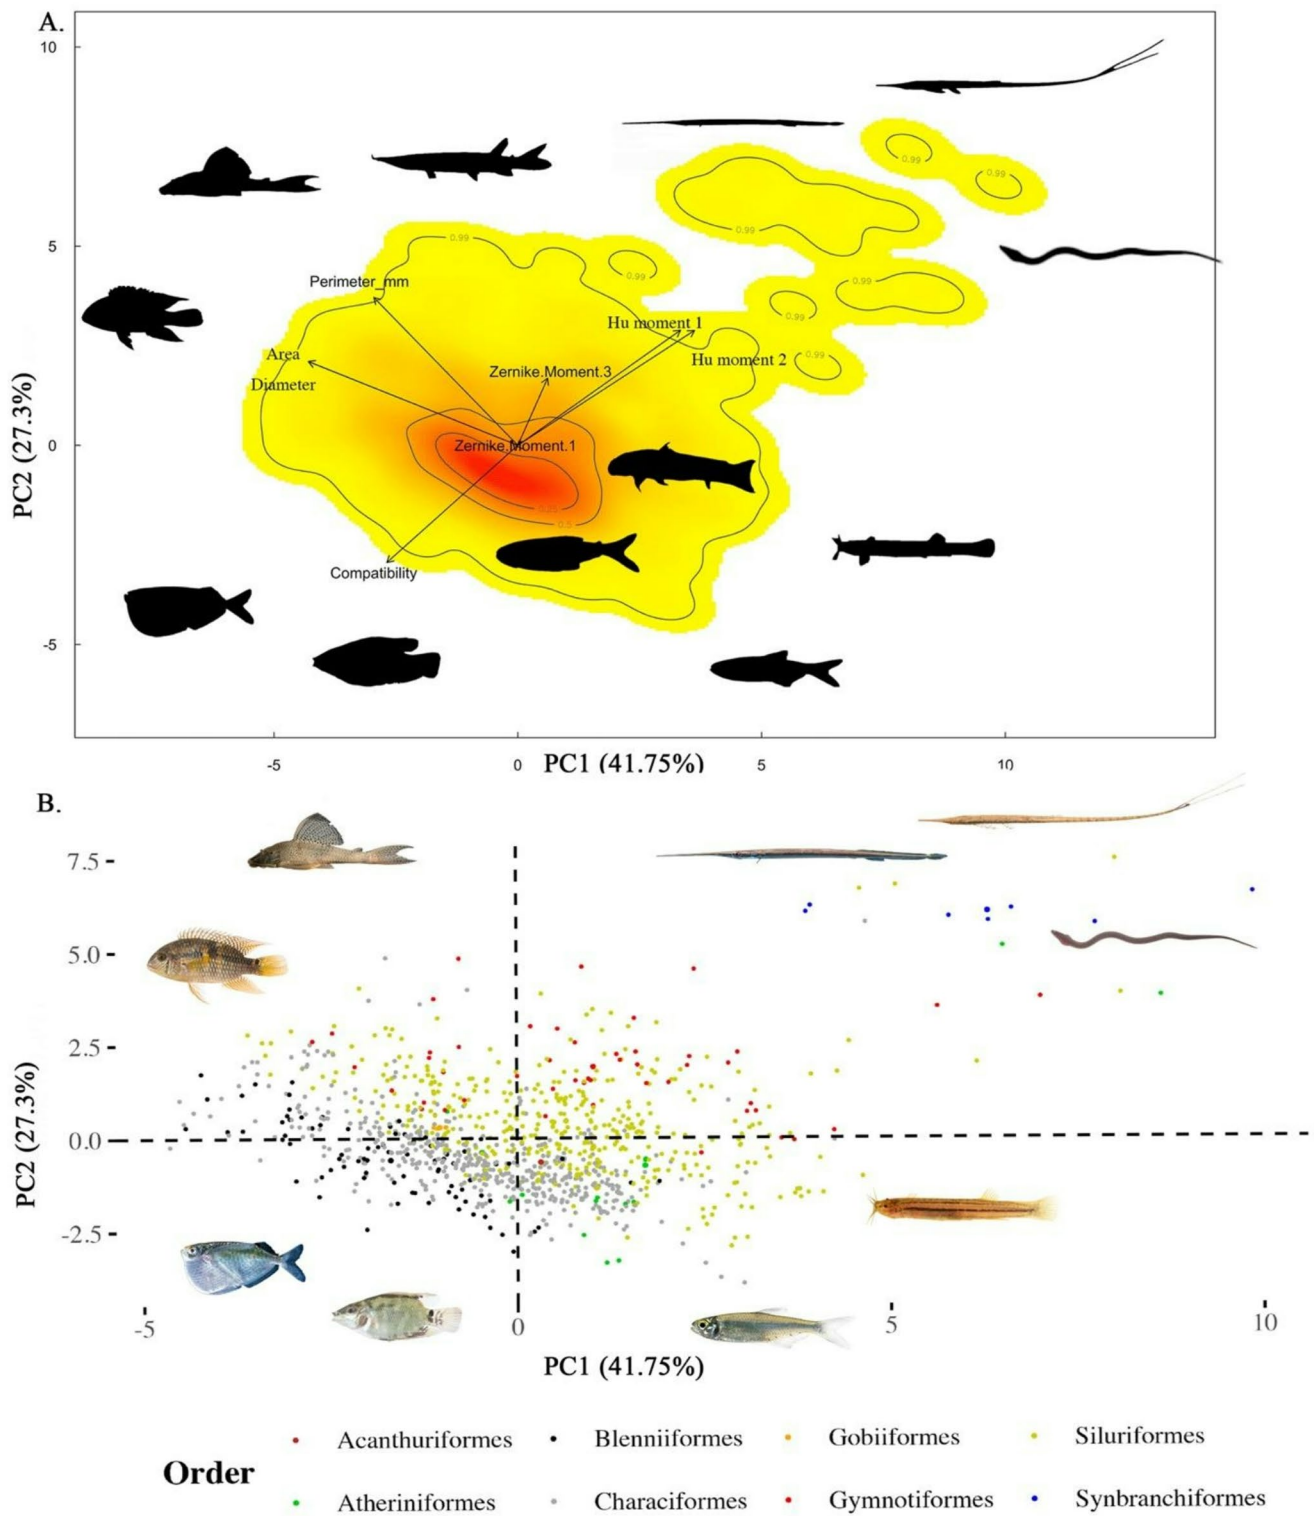 A.
10
5
0
-5
PC2 (27.3%)
0.99
0.99
0.99
0.99
0.99
0.99
0.99
0.99
Perimeter_mm
Hu moment 1
Area
Hu moment 2
Zernike.Moment.3
Diameter
Zernike.Moment.1
0.25
0.5
Compatibility
-5
0
5
10
PC1 (41.75%)
B.
7.5
5.0
2.5
0.0
-2.5
PC2 (27.3%)
-5
0
5
10
PC1 (41.75%)
Order
Acanthuriformes
Blenniiformes
Gobiiformes
Siluriformes
Atheriniformes
Characiformes
Gymnotiformes
Synbranchiformes